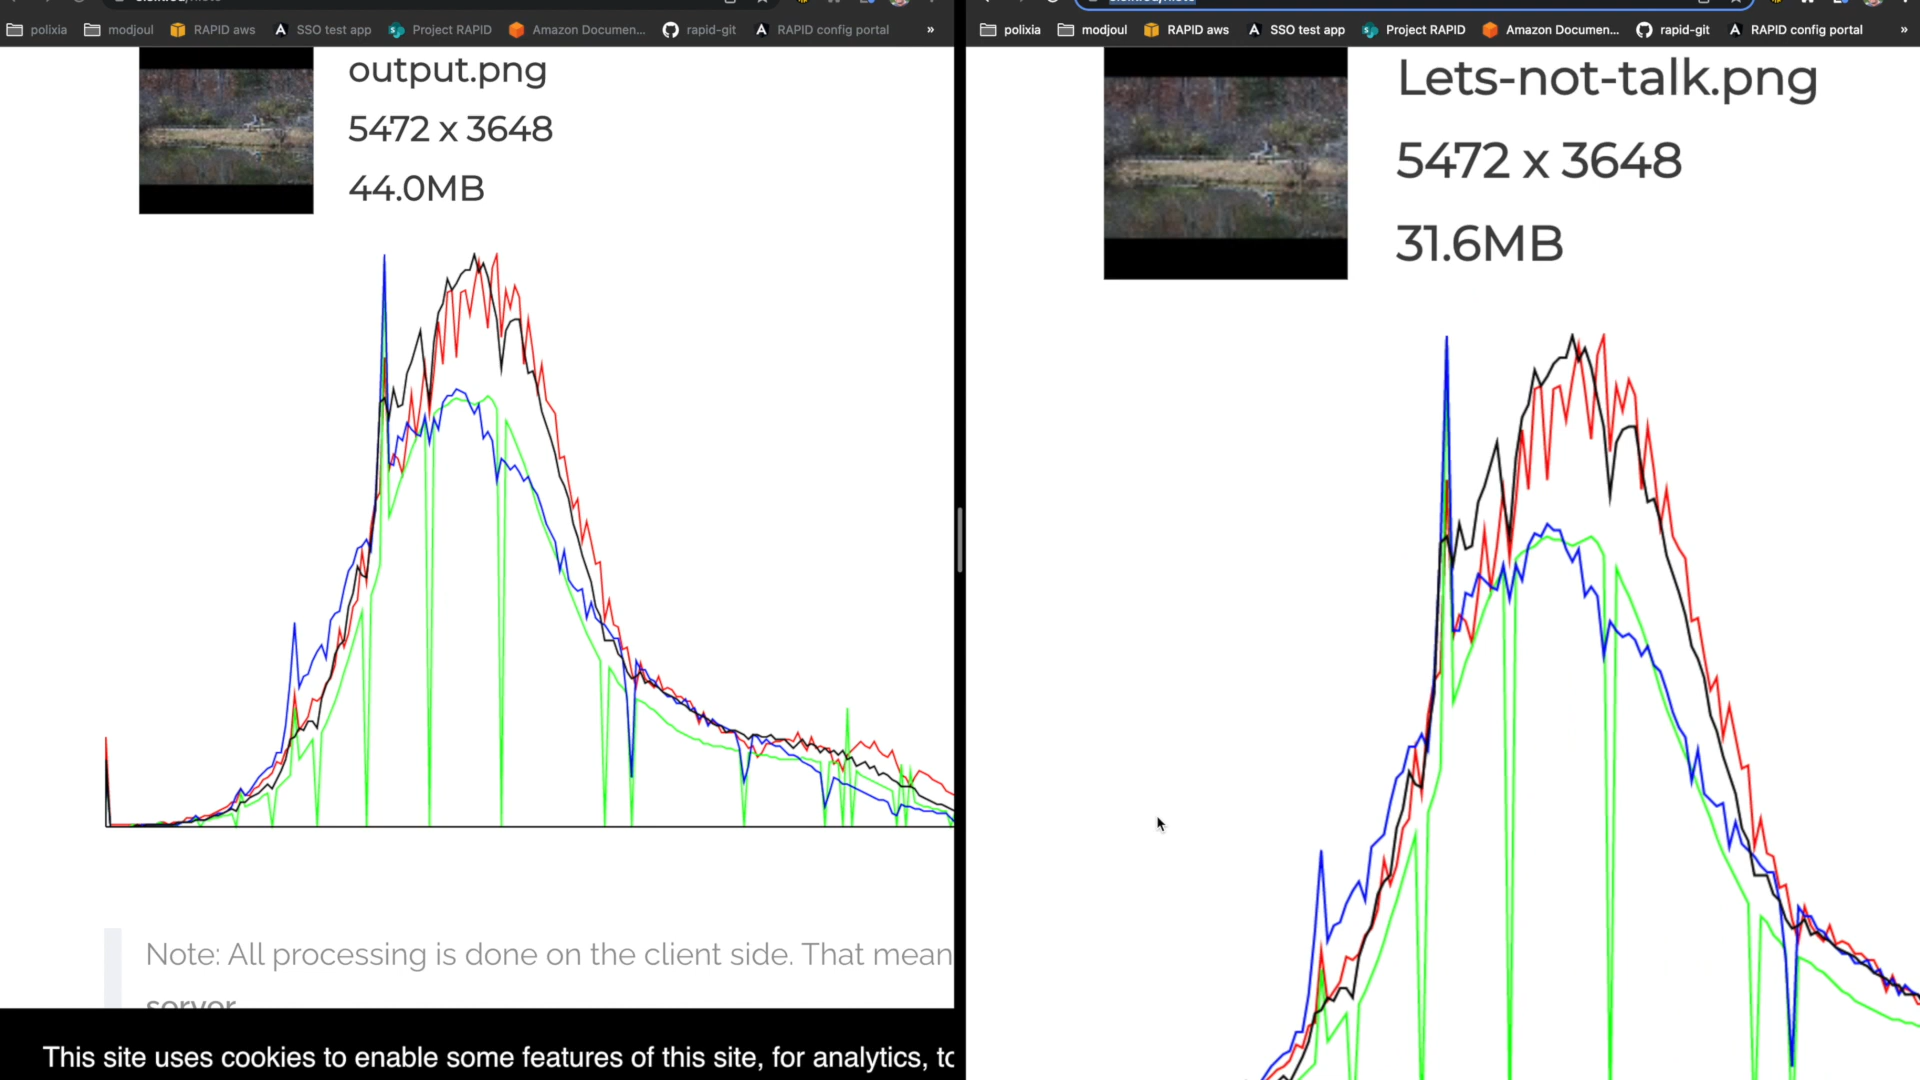 polixia modjoul RAPID aws SSO test app Project RAPID Amazon Documen... rapid-git RAPID config portal »
output.png
5472 x 3648
44.0MB
Note: All processing is done on the client side. That mean
server
This site uses cookies to enable some features of this site, for analytics, to
polixia modjoul RAPID aws SSO test app Project RAPID Amazon Documen... rapid-git RAPID config portal »
Lets-not-talk.png
5472 x 3648
31.6MB